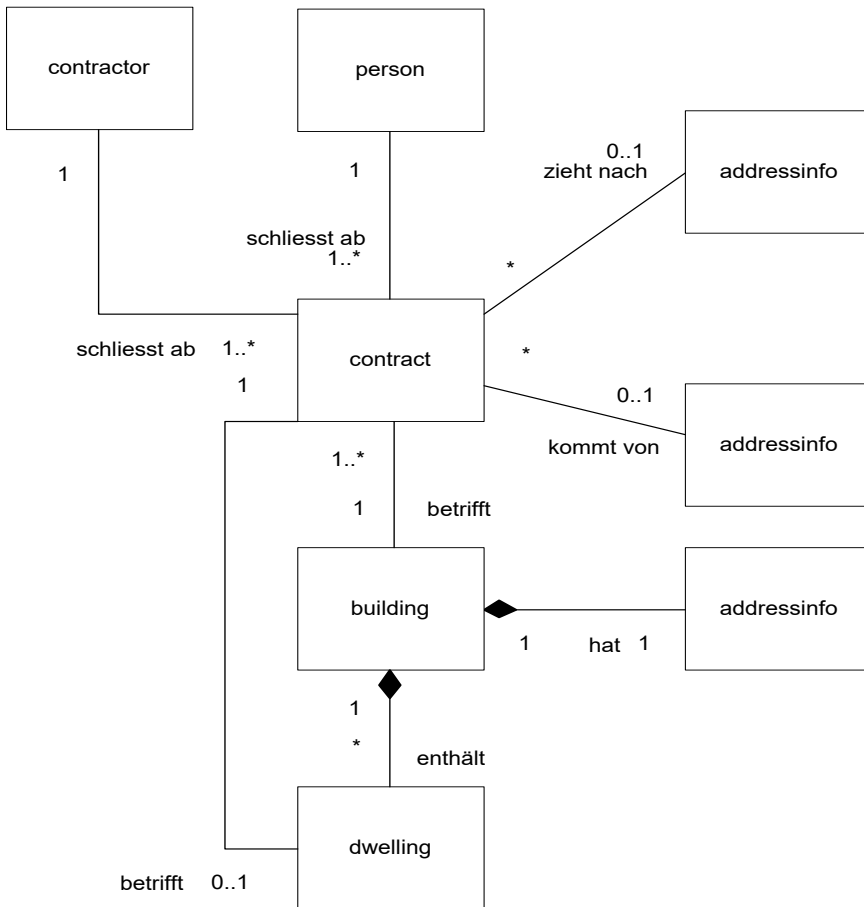 contractor
person
1
1
0..1
zieht nach
addressinfo
schliesst ab
1..*
*
schliesst ab 1..*
1
contract
*
0..1
kommt von
addressinfo
1..*
1
betrifft
building
1
hat
1
addressinfo
1
*
enthält
dwelling
betrifft 0..1